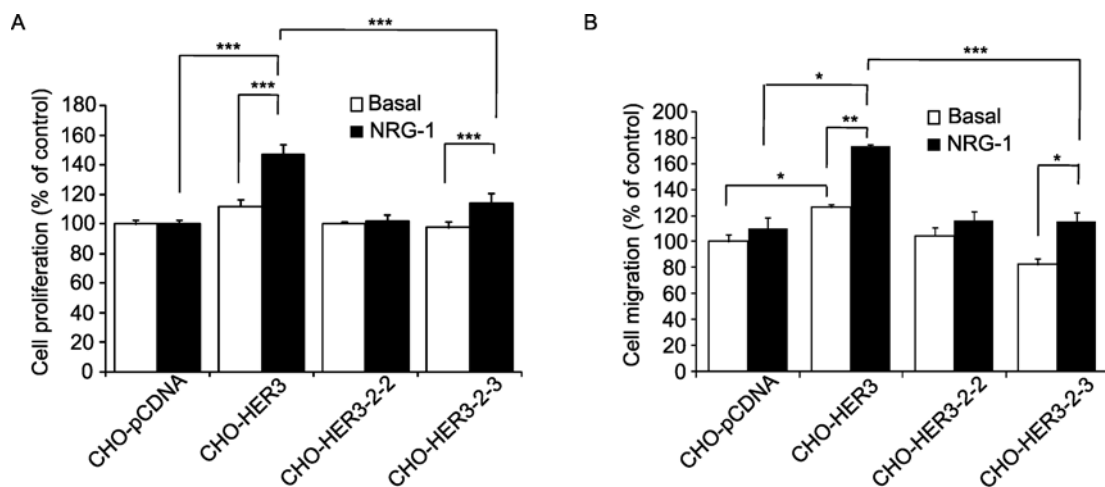 A
***
***
***
***
Cell proliferation (% of control)
180
160
140
120
100
80
60
40
20
0
Basal
NRG-1
CHO-pCDNA
CHO-HER3
CHO-HER3-2-2
CHO-HER3-2-3
B
***
*
**
*
*
Cell migration (% of control)
200
180
160
140
120
100
80
60
40
20
0
Basal
NRG-1
CHO-pCDNA
CHO-HER3
CHO-HER3-2-2
CHO-HER3-2-3